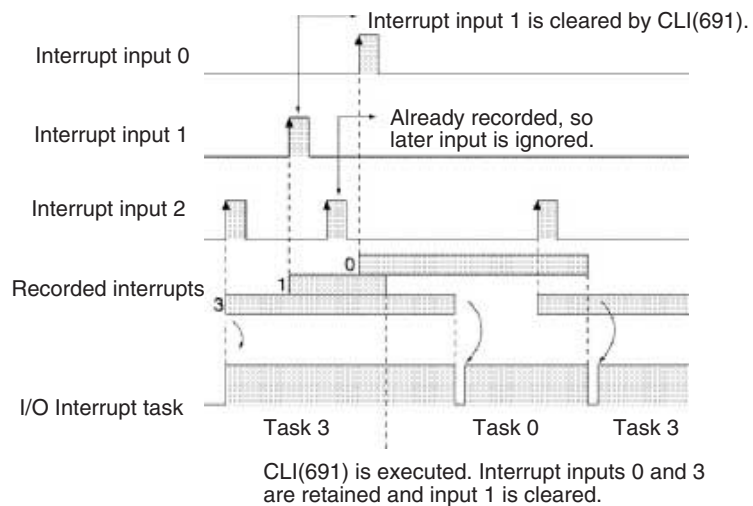 Interrupt input 1 is cleared by CLI(691).
Interrupt input 0
Already recorded, so
later input is ignored.
Interrupt input 1
Interrupt input 2
0
1
Recorded interrupts
3
I/O Interrupt task
Task 3
Task 0
Task 3
CLI(691) is executed. Interrupt inputs 0 and 3
are retained and input 1 is cleared.